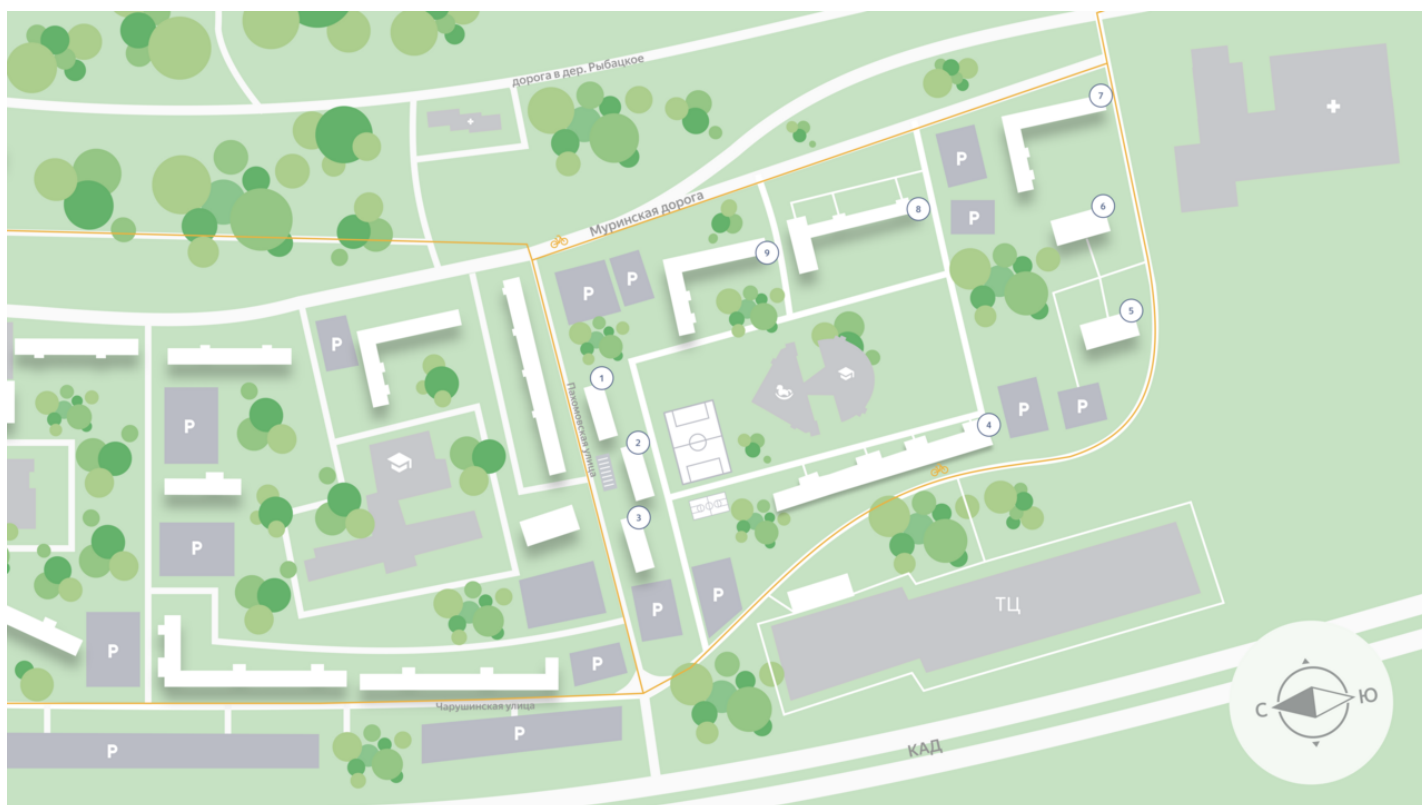 дорога в дер. Рыбацкое
7
P
Муринская дорога
6
8
P
9
P
P
5
P
1
Пахомовская улица
P
P
P
4
2
3
P
P
P
ТЦ
P
P
P
Ю
С
Чарушинская улица
P
P
КАД